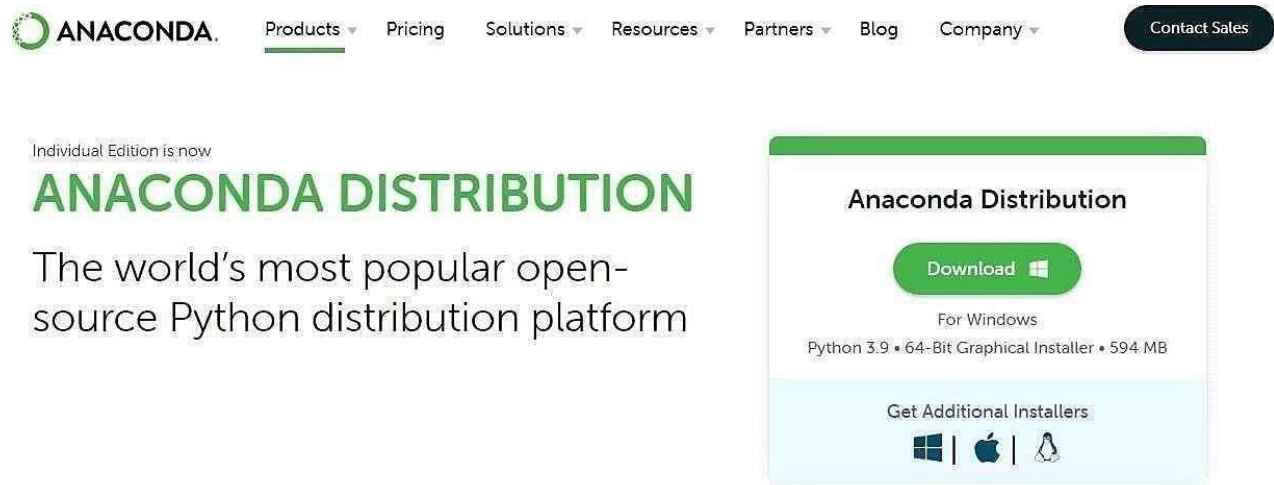 ANACONDA.
Products
Pricing
Solutions
Resources
Partners
Blog
Company
Contact Sales
Individual Edition is now
ANACONDA DISTRIBUTION
The world's most popular open-
source Python distribution platform
Anaconda Distribution
Download
For Windows
Python 3.9 • 64-Bit Graphical Installer • 594 MB
Get Additional Installers